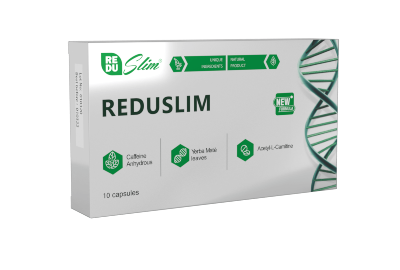 RE
DU
Slim®
UNIQUE
INGREDIENTS
NATURAL
PRODUCT
REDUSLIM
NEW
FORMULA
Caffeine
Anhydrous
Yerba Mate
leaves
Acetyl L-Carnitine
10 capsules